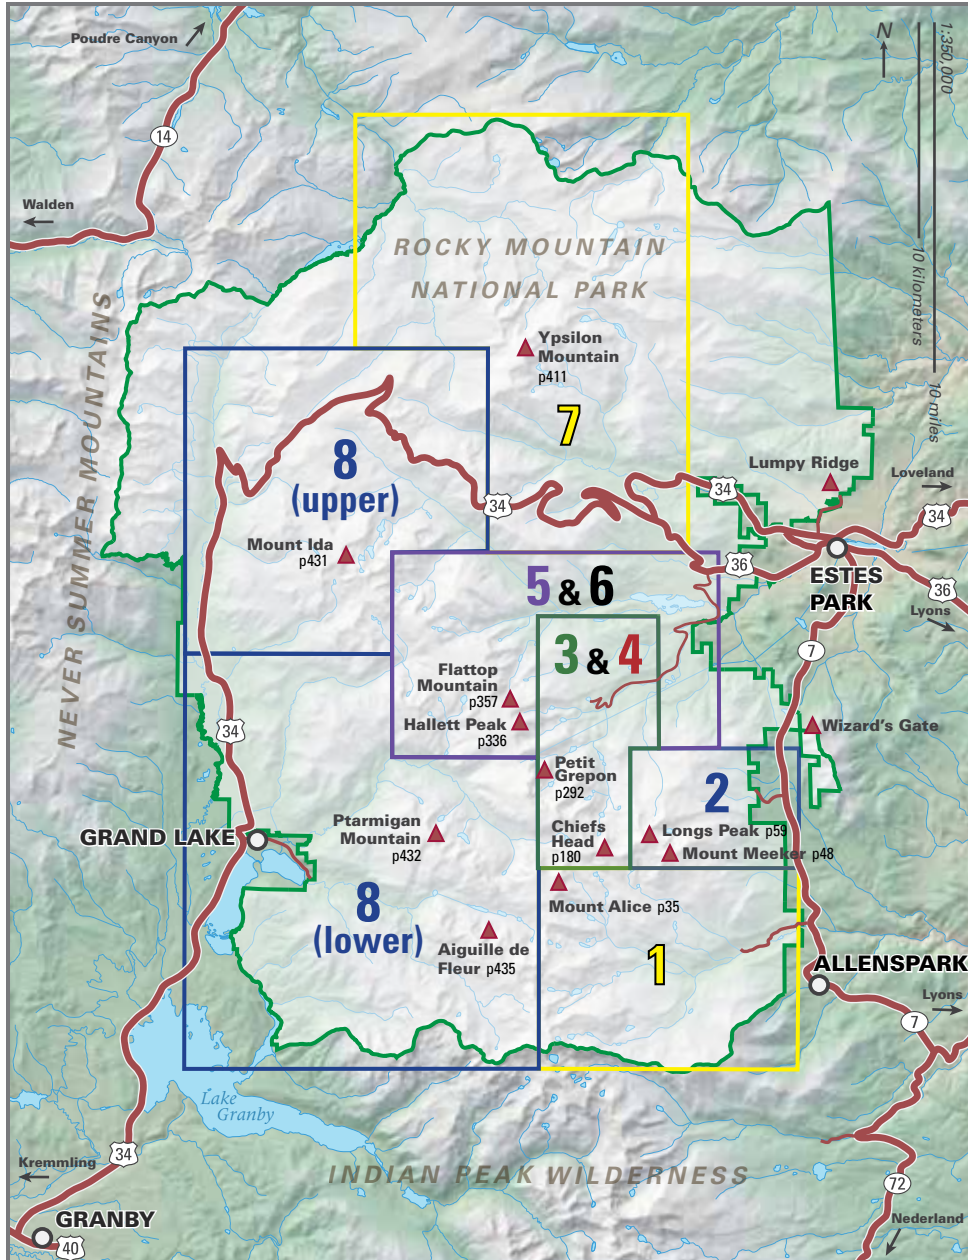 Poudre Canyon
N
1:350,000
10 kilometers
10 miles
14
Walden
ROCKY MOUNTAIN
NATIONAL PARK
NEVER SUMMER MOUNTAINS
Ypsilon
Mountain
p411
7
8
(upper)
Lumpy Ridge
Loveland
34
34
34
Mount Ida
p431
36
ESTES
PARK
36
Lyons
5 & 6
3 & 4
7
Flattop
Mountain
p357
Hallett Peak
p336
34
Wizard's Gate
Petit
Grepon
p292
2
GRAND LAKE
Ptarmigan
Mountain
p432
Chiefs
Head
p180
Longs Peak p59
Mount Meeker p48
8
(lower)
Mount Alice p35
Aiguille de
Fleur p435
1
ALLENSPARK
Lyons
7
Lake
Granby
34
Kremmling
INDIAN PEAK WILDERNESS
72
GRANBY
40
Nederland